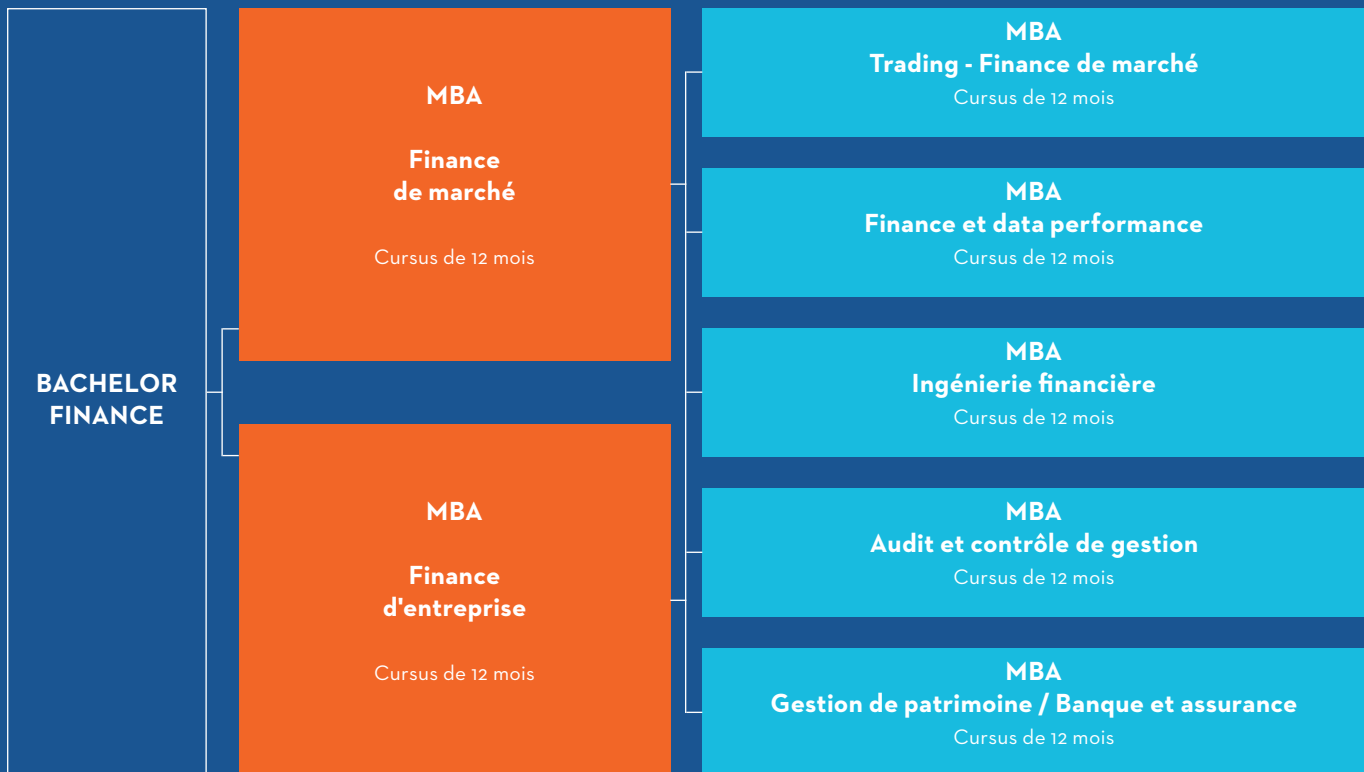 BACHELOR
FINANCE
MBA
Finance
de marché
Cursus de 12 mois
MBA
Finance
d'entreprise
Cursus de 12 mois
MBA
Trading - Finance de marché
Cursus de 12 mois
MBA
Finance et data performance
Cursus de 12 mois
MBA
Ingénierie financière
Cursus de 12 mois
MBA
Audit et contrôle de gestion
Cursus de 12 mois
MBA
Gestion de patrimoine / Banque et assurance
Cursus de 12 mois